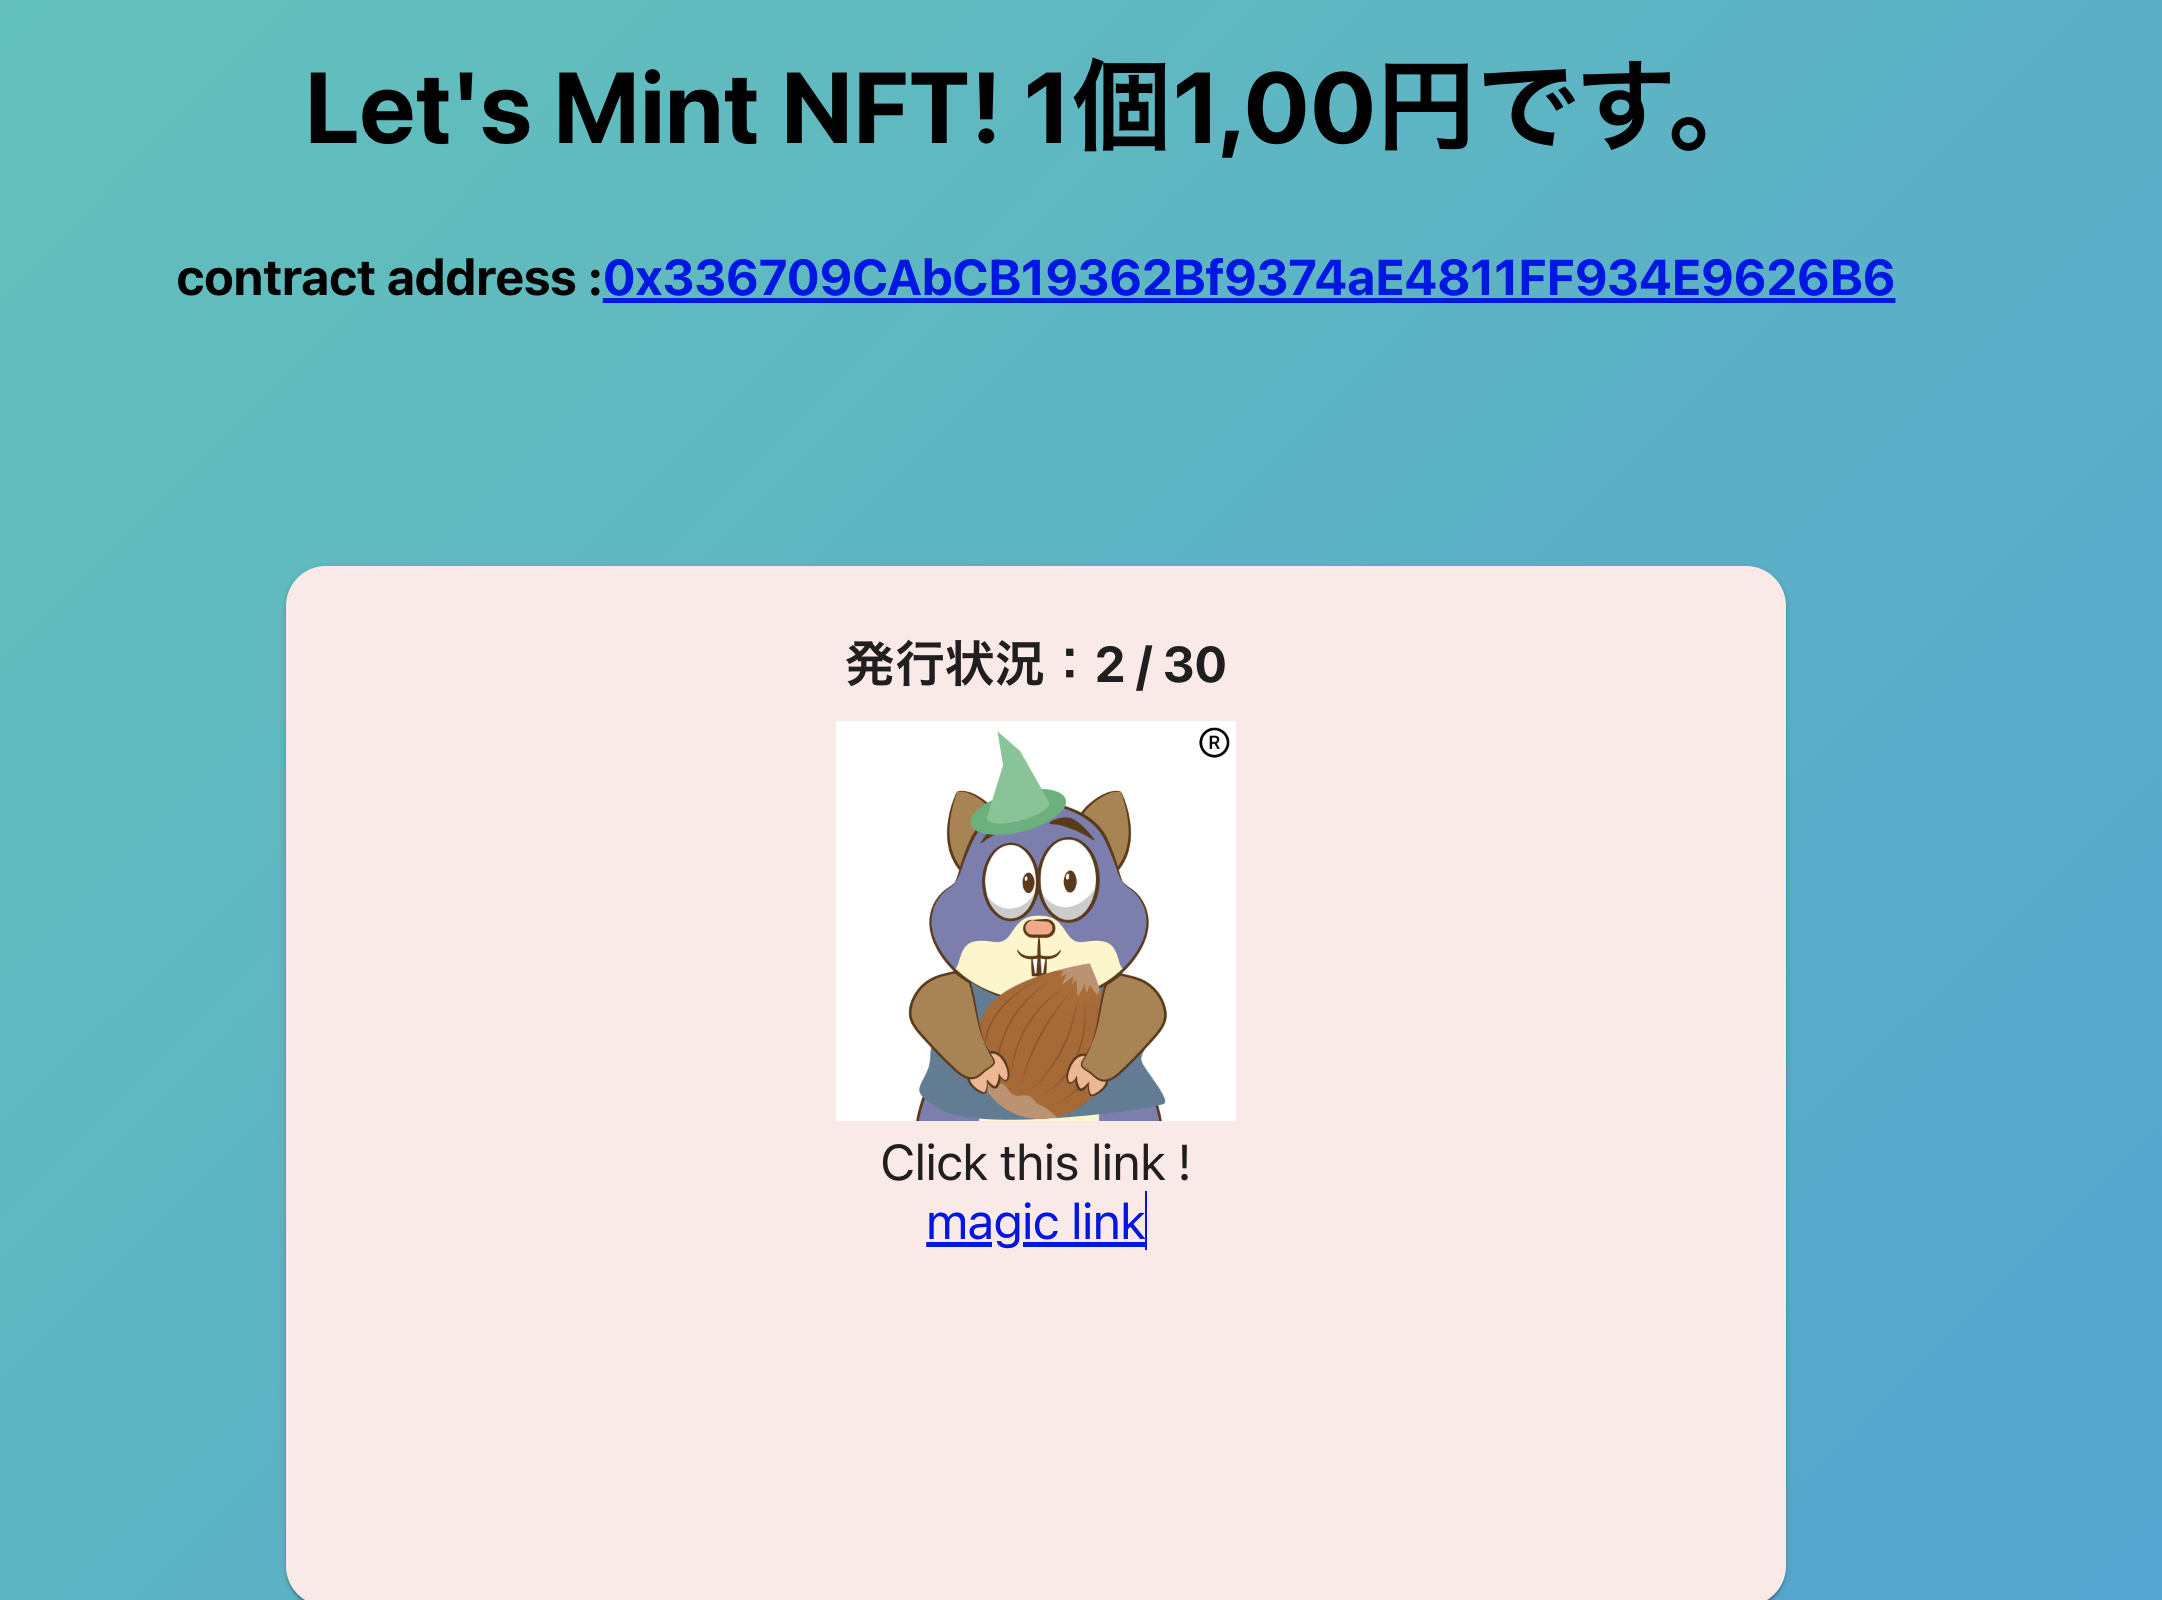 Let's Mint NFT! 1個1,00円です。
contract address :0x336709CAbCB19362Bf9374aE4811FF934E9626B6
発行状況：2 / 30
®
Click this link !
magic link